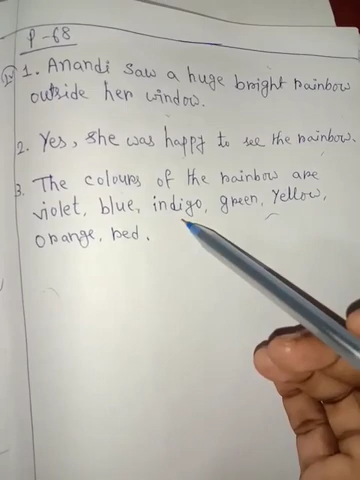 P-68
1. Anandi saw a huge bright rainbow
outside her window.
2. Yes, she was happy to see the rainbow.
3. The colours of the rainbow are
violet, blue, indigo, green, Yellow,
orange, red.